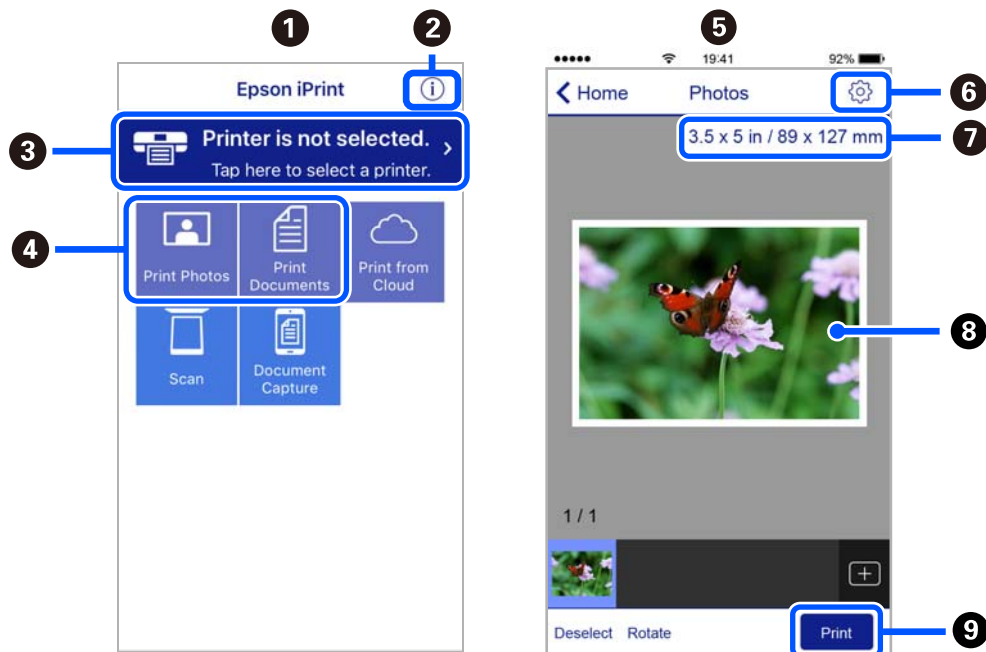 1
2
Epson iPrint
i
3
Printer is not selected.
Tap here to select a printer.
4
Print Photos
Print
Documents
Print from
Cloud
Scan
Document
Capture
5
19:41
92%
Home
Photos
6
3.5 x 5 in / 89 x 127 mm
7
8
1 / 1
Deselect
Rotate
Print
9